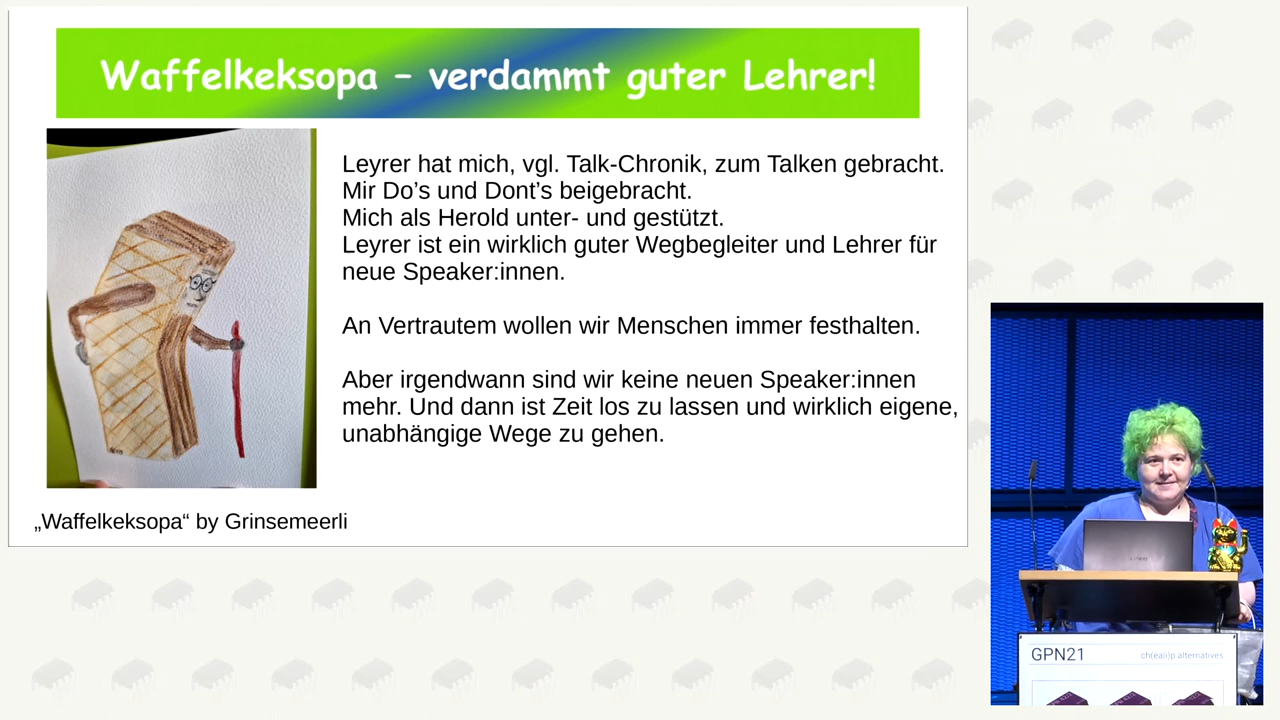 Waffelkeksopa – verdammt guter Lehrer!
Leyrer hat mich, vgl. Talk-Chronik, zum Talken gebracht.
Mir Do’s und Dont’s beigebracht.
Mich als Herold unter- und gestützt.
Leyrer ist ein wirklich guter Wegbegleiter und Lehrer für
neue Speaker:innen.
An Vertrautem wollen wir Menschen immer festhalten.
Aber irgendwann sind wir keine neuen Speaker:innen
mehr. Und dann ist Zeit los zu lassen und wirklich eigene,
unabhängige Wege zu gehen.
„Waffelkeksopa“ by Grinsemeerli
GPN21
ch(ea)i)p alternatives